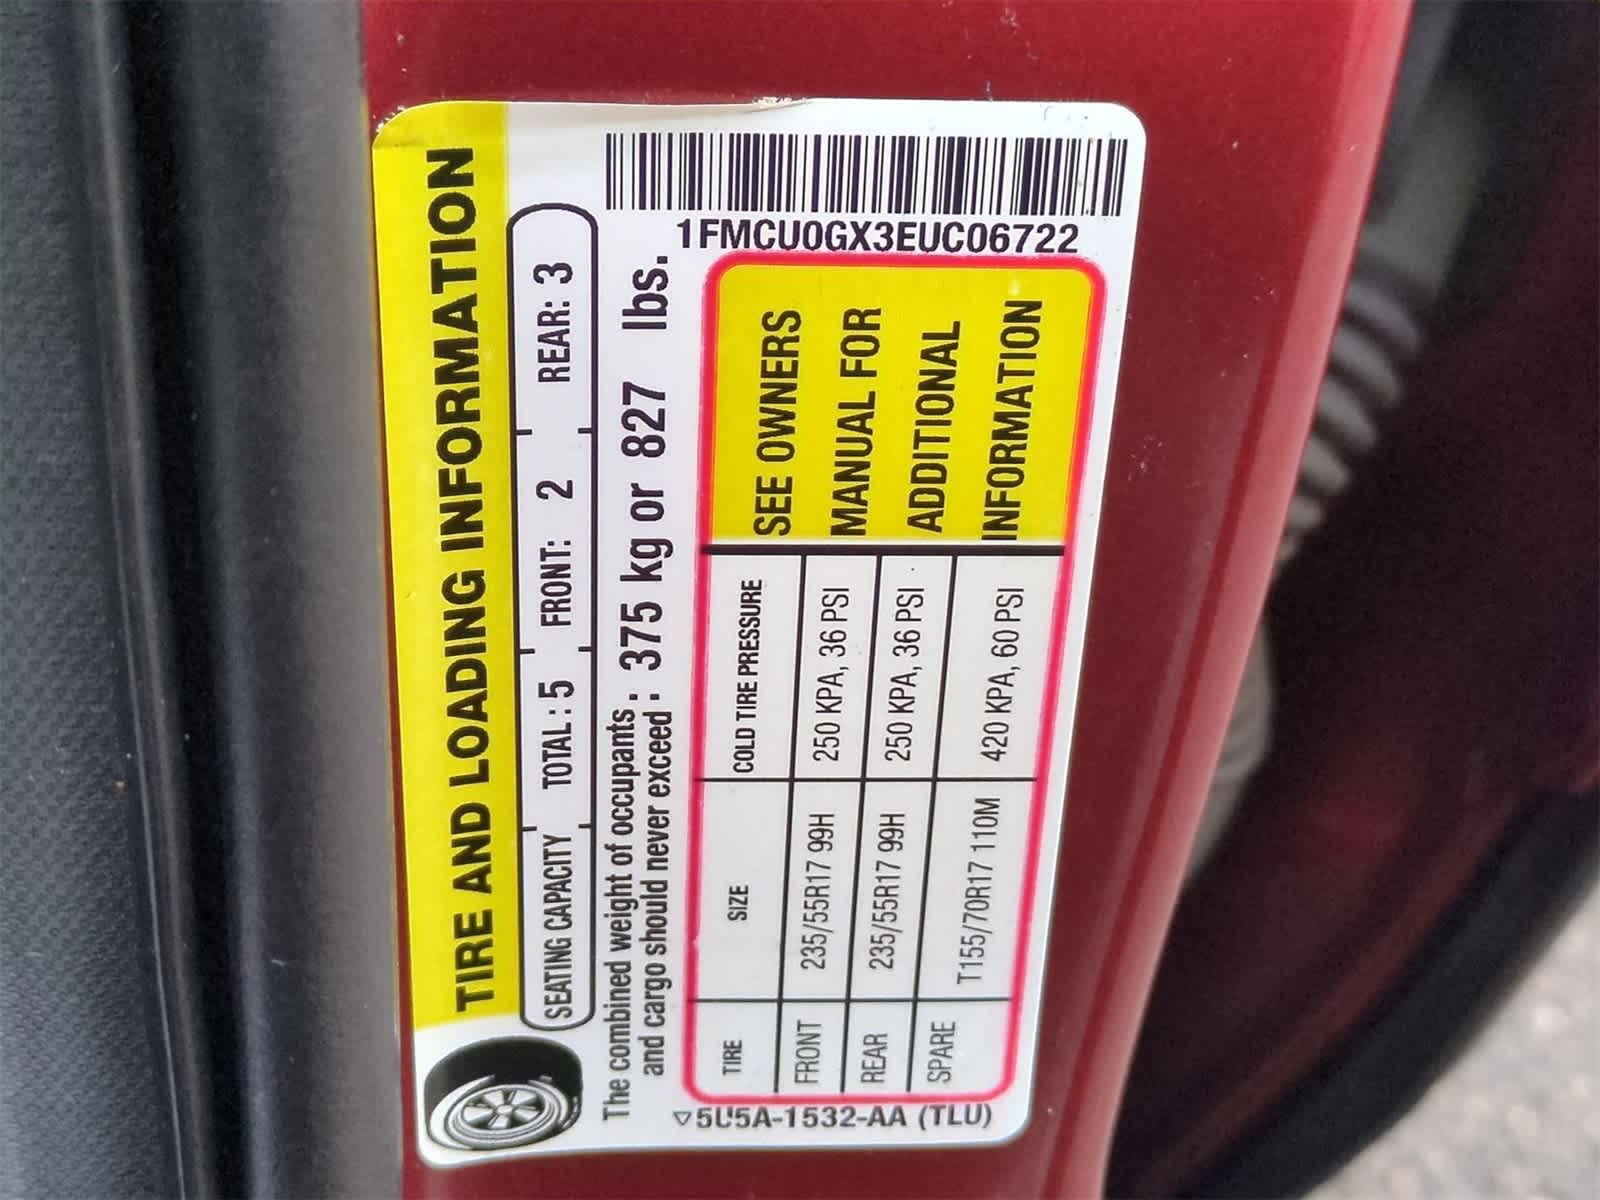 TIRE AND LOADING INFORMATION
SEATING CAPACITY TOTAL : 5 FRONT: 2 REAR: 3
The combined weight of occupants
and cargo should never exceed : 375 kg or 827 lbs.
1FMCU0GX3EUC06722
TIRE SIZE COLD TIRE PRESSURE
FRONT 235/55R17 99H 250 KPA, 36 PSI
REAR 235/55R17 99H 250 KPA, 36 PSI
SPARE T155/70R17 110M 420 KPA, 60 PSI
SEE OWNERS
MANUAL FOR
ADDITIONAL
INFORMATION
5U5A-1532-AA (TLU)